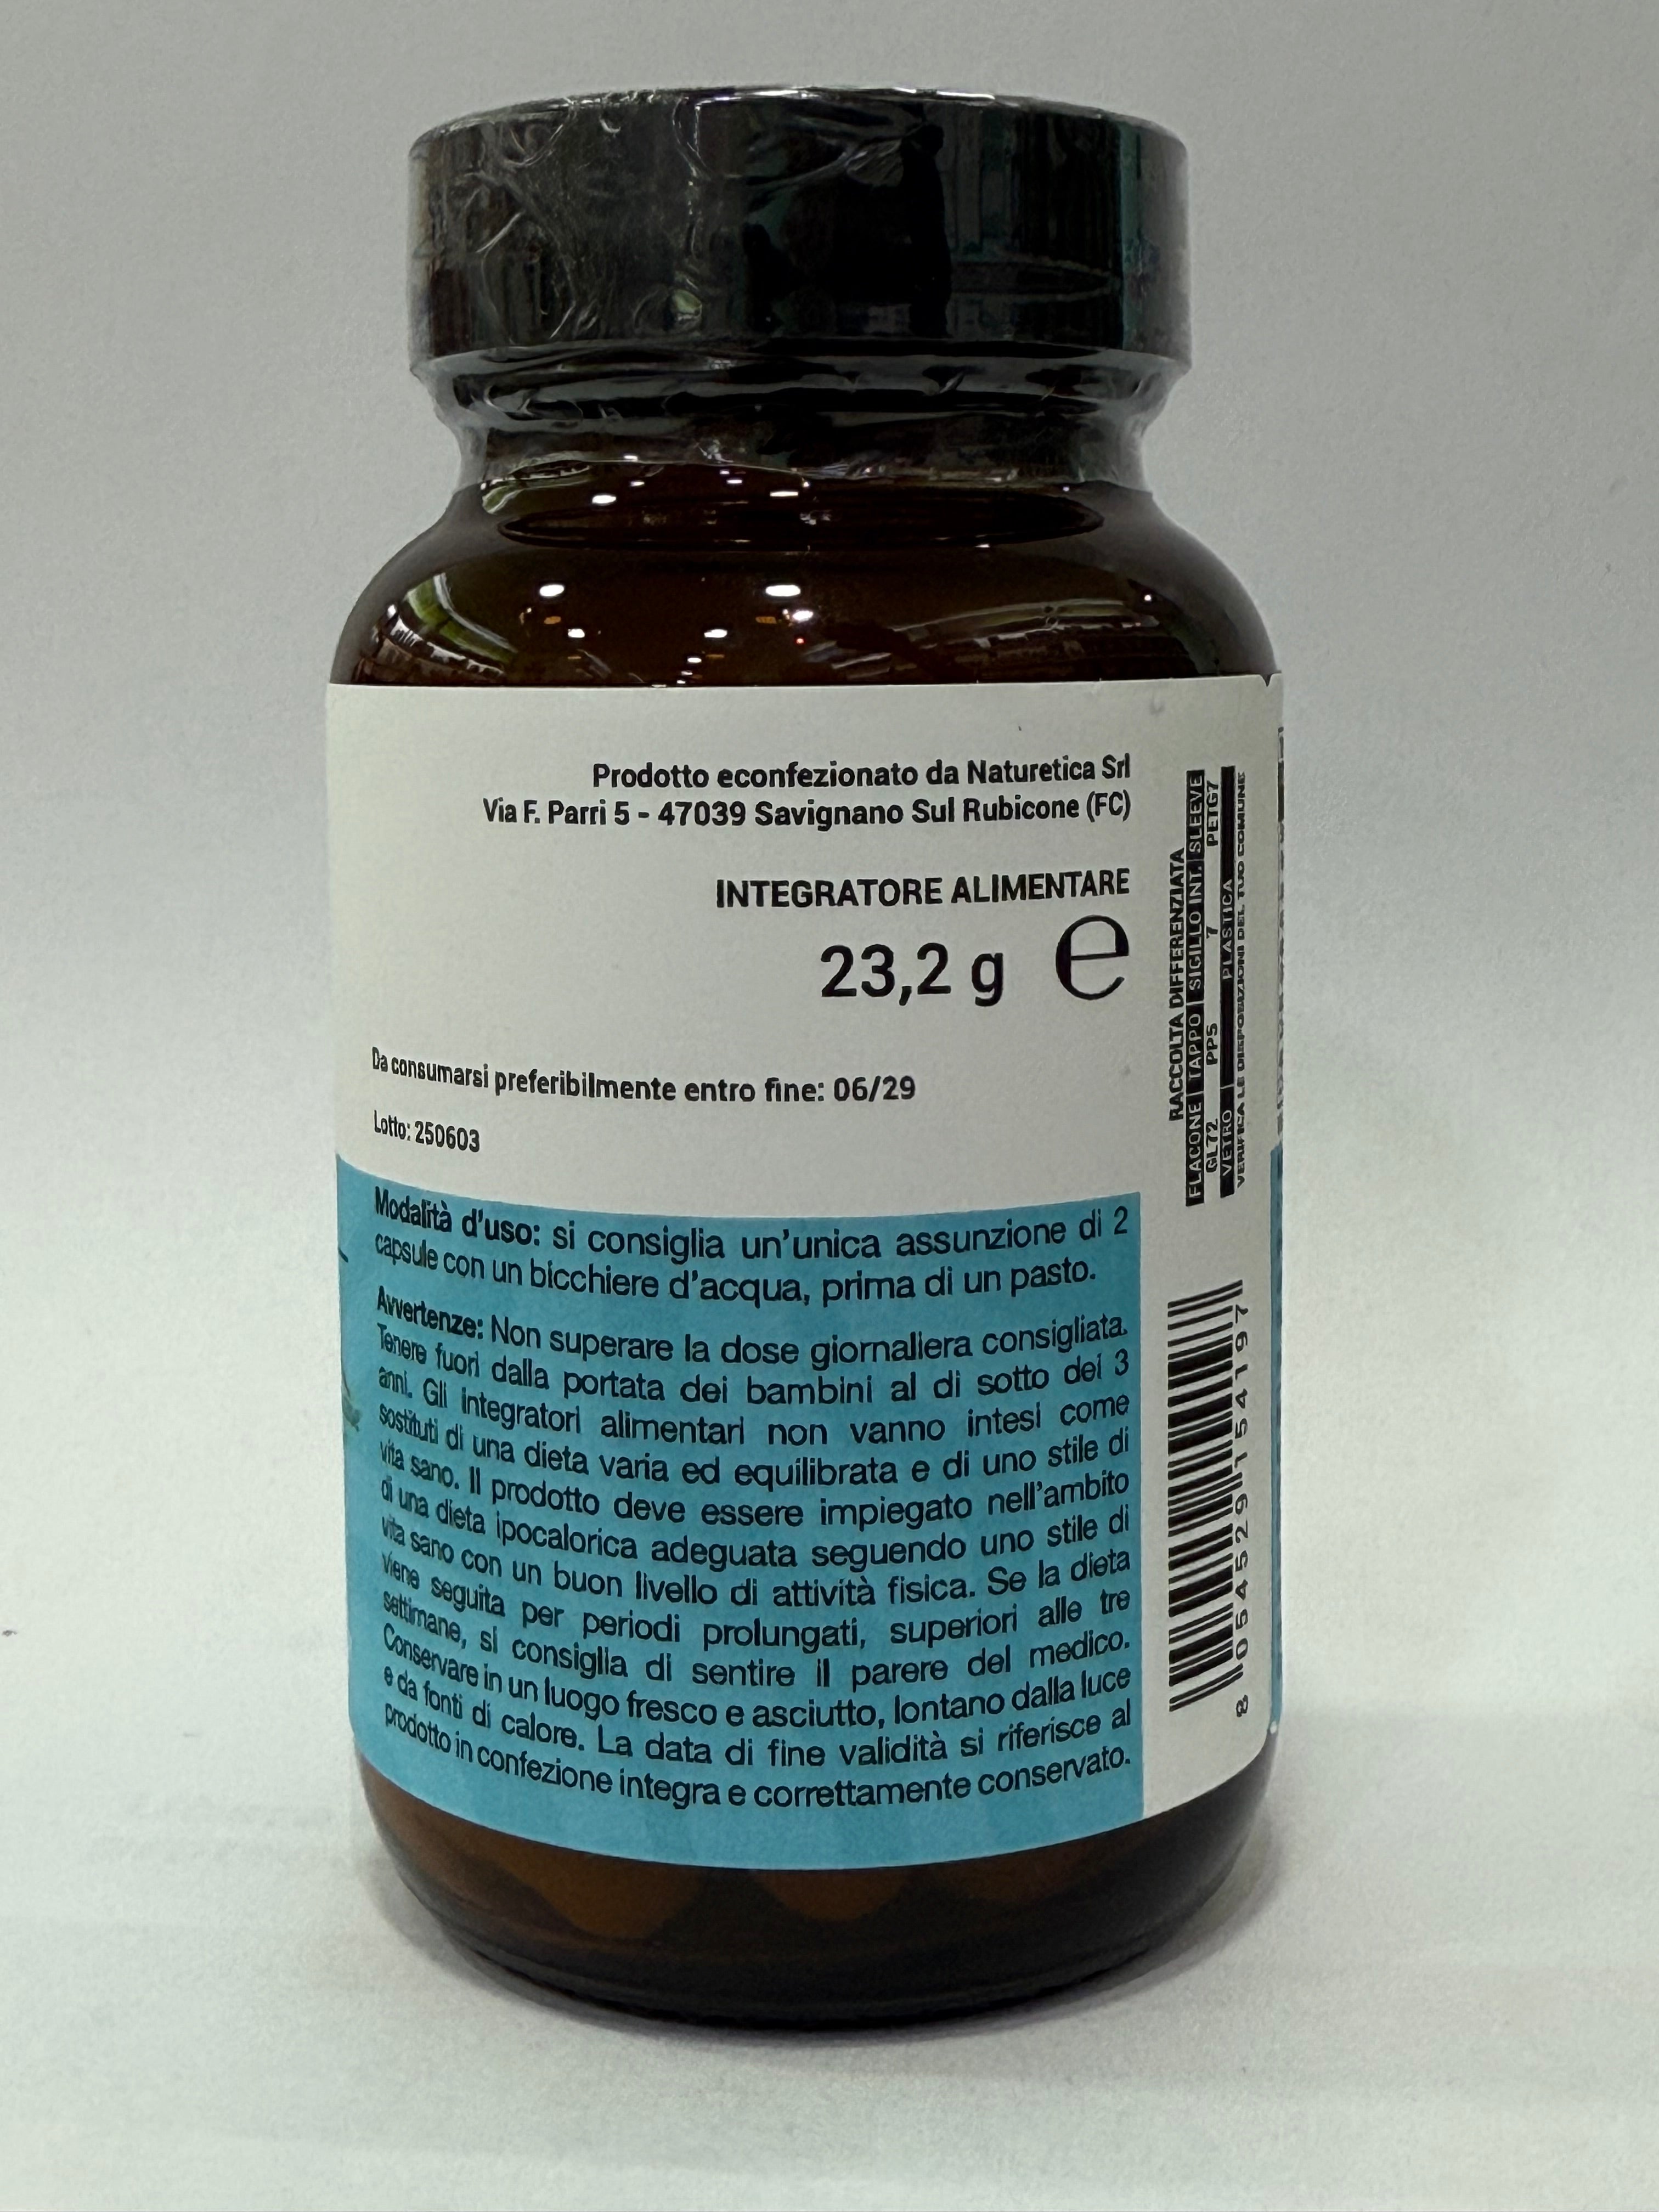 Prodotto econfezionato da Naturetica Srl
Via F. Parri 5 - 47039 Savignano Sul Rubicone (FC)
INTEGRATORE ALIMENTARE
23,2 g e
Da consumarsi preferibilmente entro fine: 06/29
Lotto: 250603
Modalità d'uso: si consiglia un'unica assunzione di 2
capsule con un bicchiere d'acqua, prima di un pasto.
Avvertenze: Non superare la dose giornaliera consigliata.
Tenere fuori dalla portata dei bambini al di sotto dei 3
anni. Gli integratori alimentari non vanno intesi come
sostituti di una dieta varia ed equilibrata e di uno stile di
vita sano. Il prodotto deve essere impiegato nell'ambito
di una dieta ipocalorica adeguata seguendo uno stile di
vita sano con un buon livello di attività fisica. Se la dieta
viene seguita per periodi prolungati, superiori alle tre
settimane, si consiglia di sentire il parere del medico.
Conservare in un luogo fresco e asciutto, lontano dalla luce
e da fonti di calore. La data di fine validità si riferisce al
prodotto in confezione integra e correttamente conservato.
RACCOLTA DIFFERENZIATA
FLACONE TAPPO SIGILLO INT. SLEEVE
GL72 PP5 7 PETG7
VETRO PLASTICA
VERIFICA LE DISPOSIZIONI DEL TUO COMUNE
8 054529 154197